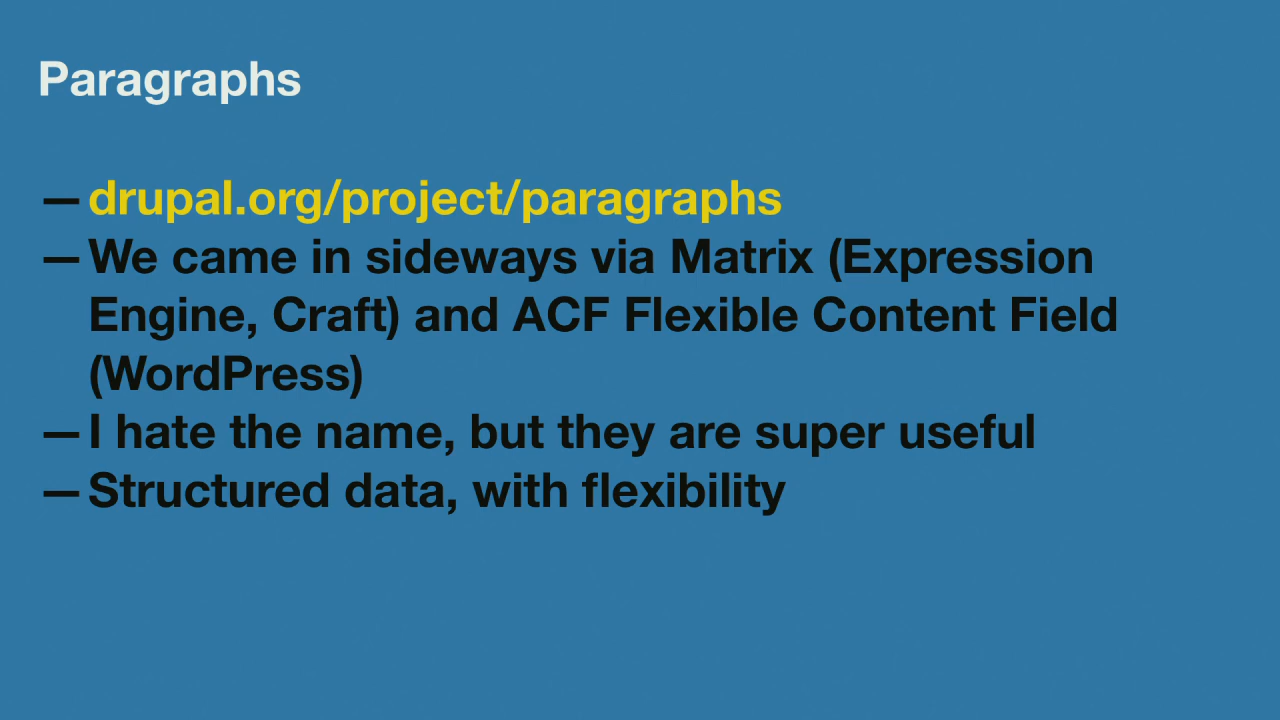 Paragraphs
— drupal.org/project/paragraphs
— We came in sideways via Matrix (Expression
Engine, Craft) and ACF Flexible Content Field
(WordPress)
— I hate the name, but they are super useful
— Structured data, with flexibility